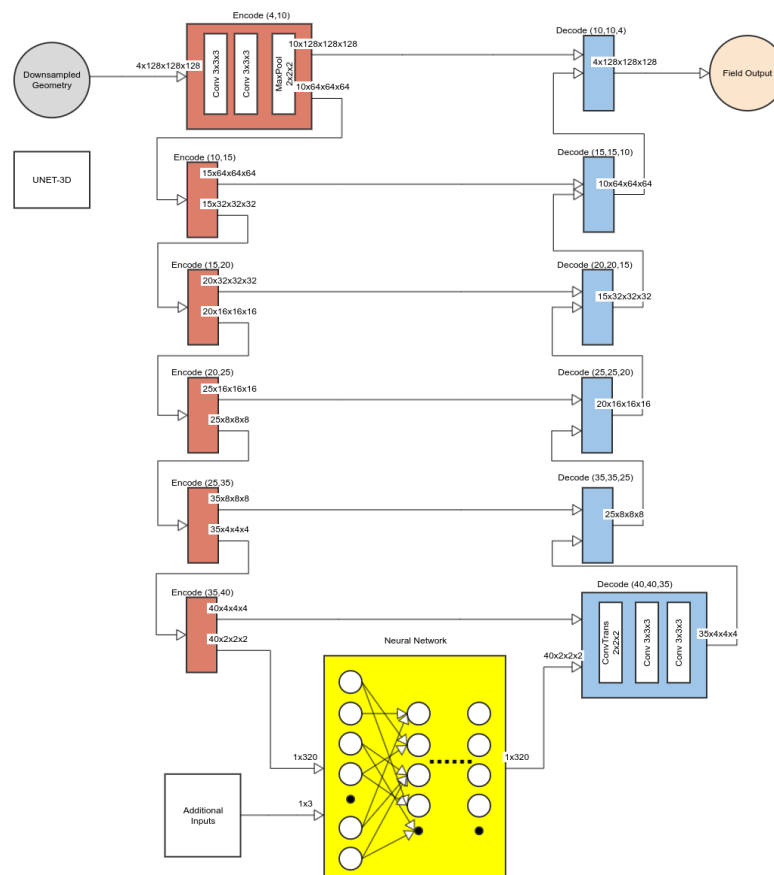 Encode (4,10)
Decode (10,10,4)
Downsampled
Geometry
4x128x128x128
Conv 3x3x3
Conv 3x3x3
MaxPool
2x2x2
10x128x128x128
10x64x64x64
4x128x128x128
Field Output
UNET-3D
Encode (10,15)
15x64x64x64
15x32x32x32
Decode (15,15,10)
10x64x64x64
Encode (15,20)
20x32x32x32
20x16x16x16
Decode (20,20,15)
15x32x32x32
Encode (20,25)
25x16x16x16
25x8x8x8
Decode (25,25,20)
20x16x16x16
Encode (25,35)
35x8x8x8
35x4x4x4
Decode (35,35,25)
25x8x8x8
Encode (35,40)
40x4x4x4
40x2x2x2
Decode (40,40,35)
ConvTrans
2x2x2
Conv 3x3x3
Conv 3x3x3
35x4x4x4
40x2x2x2
Neural Network
1x320
1x320
Additional
Inputs
1x3